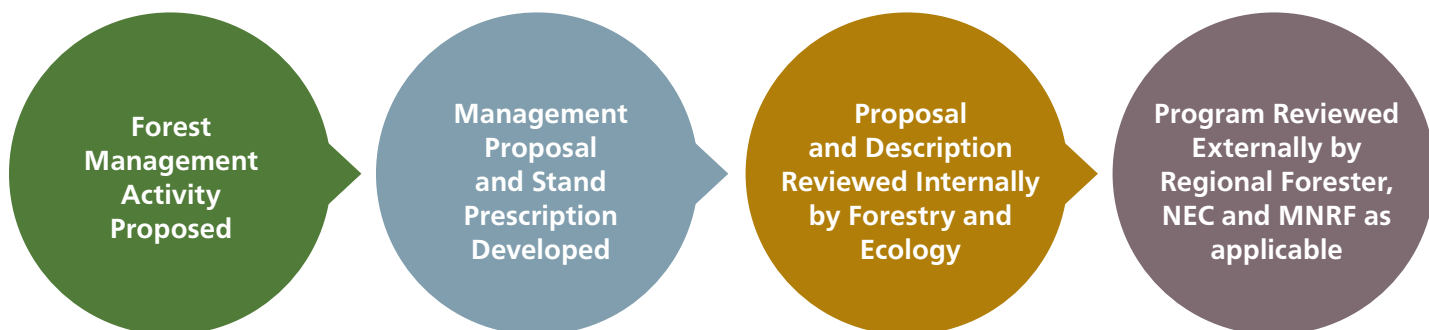 Forest
Management
Activity
Proposed
Management
Proposal
and Stand
Prescription
Developed
Proposal
and Description
Reviewed Internally
by Forestry and
Ecology
Program Reviewed
Externally by
Regional Forester,
NEC and MNRF as
applicable